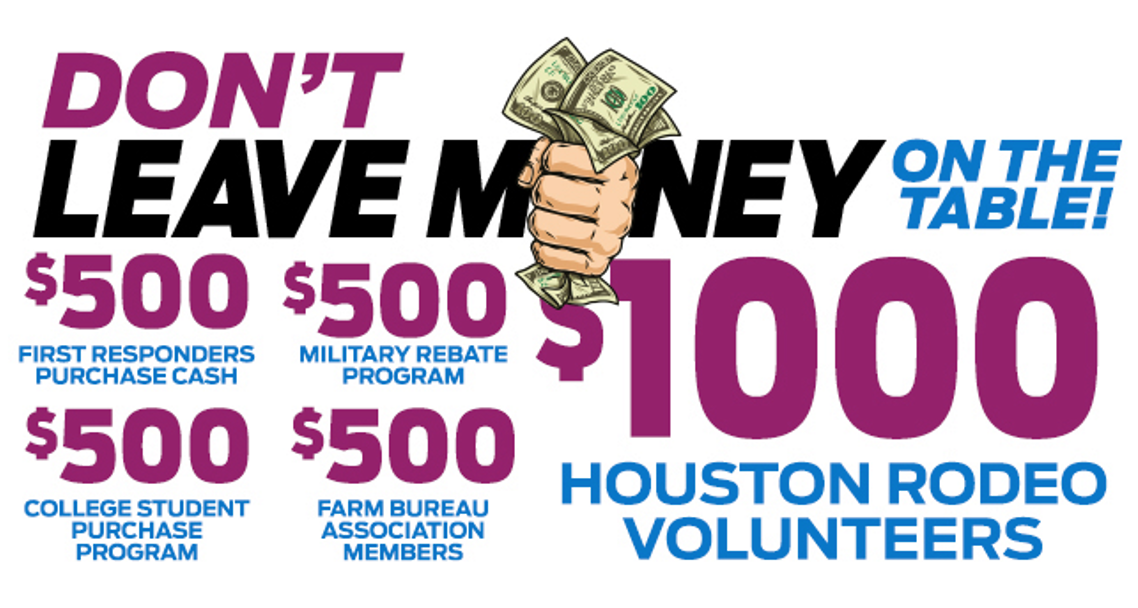 DON'T
LEAVE MONEY
ON THE
TABLE!
$500
FIRST RESPONDERS
PURCHASE CASH
$500
MILITARY REBATE
PROGRAM
$500
COLLEGE STUDENT
PURCHASE
PROGRAM
$500
FARM BUREAU
ASSOCIATION
MEMBERS
$1000
HOUSTON RODEO
VOLUNTEERS